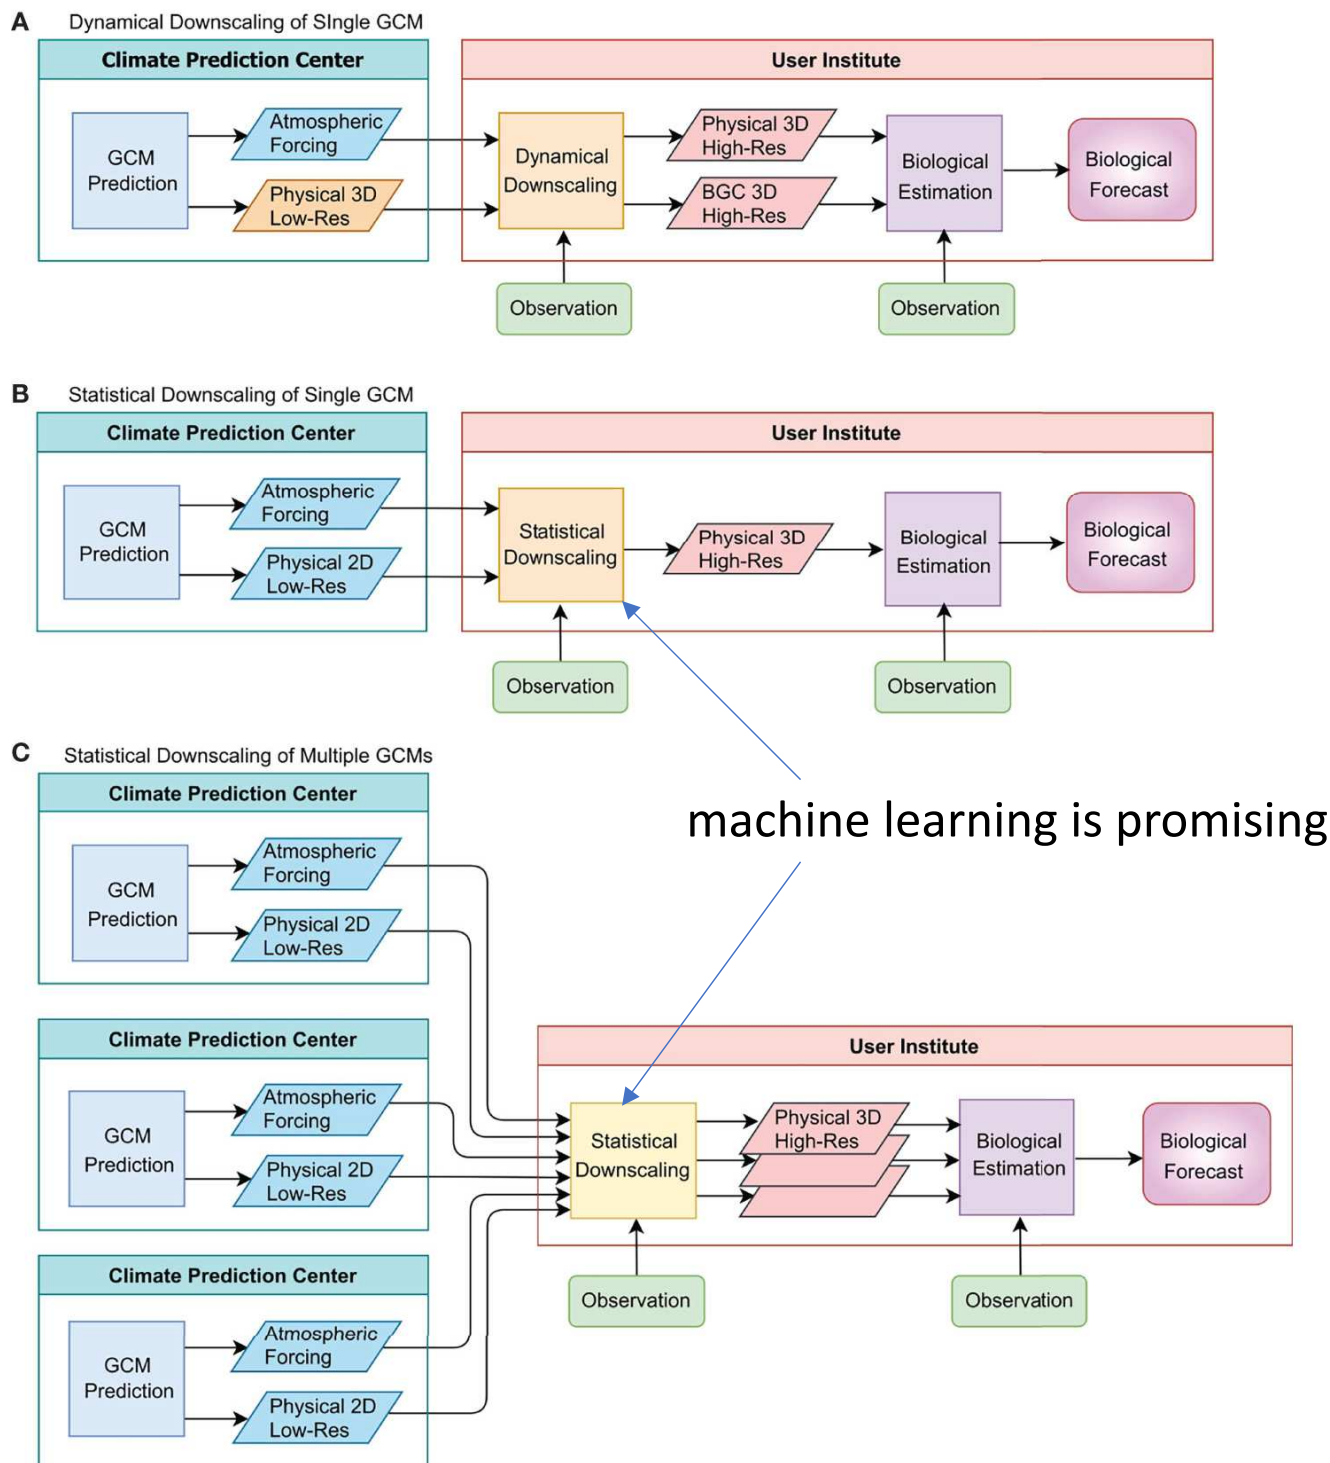 A
Dynamical Downscaling of SIngle GCM
Climate Prediction Center
GCM
Prediction
Atmospheric
Forcing
Physical 3D
Low-Res
User Institute
Dynamical
Downscaling
Physical 3D
High-Res
BGC 3D
High-Res
Biological
Estimation
Biological
Forecast
Observation
Observation
B
Statistical Downscaling of Single GCM
Climate Prediction Center
GCM
Prediction
Atmospheric
Forcing
Physical 2D
Low-Res
User Institute
Statistical
Downscaling
Physical 3D
High-Res
Biological
Estimation
Biological
Forecast
Observation
Observation
machine learning is promising
C
Statistical Downscaling of Multiple GCMs
Climate Prediction Center
GCM
Prediction
Atmospheric
Forcing
Physical 2D
Low-Res
Climate Prediction Center
GCM
Prediction
Atmospheric
Forcing
Physical 2D
Low-Res
Climate Prediction Center
GCM
Prediction
Atmospheric
Forcing
Physical 2D
Low-Res
User Institute
Statistical
Downscaling
Physical 3D
High-Res
Biological
Estimation
Biological
Forecast
Observation
Observation